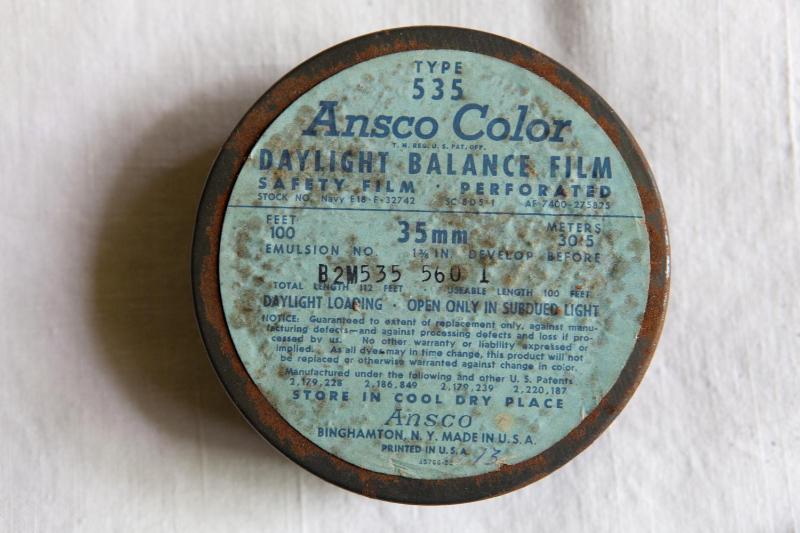 TYPE
535
Ansco Color
T. M. REG. U. S. PAT. OFF.
DAYLIGHT BALANCE FILM
SAFETY FILM · PERFORATED
STOCK NO. Navy E18-F-32742 SC 8051 AF-7400-275825
FEET 35mm METERS
100 30.5
EMULSION NO. 1⅜ IN. DEVELOP BEFORE
B2M535 560 1
TOTAL LENGTH 112 FEET · USEABLE LENGTH 100 FEET
DAYLIGHT LOADING · OPEN ONLY IN SUBDUED LIGHT
NOTICE: Guaranteed to extent of replacement only, against manu-
facturing defects—and against processing defects and loss if pro-
cessed by us. No other warranty or liability expressed or
implied. As all dyes may in time change, this product will not
be replaced or otherwise warranted against change in color.
Manufactured under the following and other U. S. Patents
2,179,228 2,186,849 2,179,239 2,220,187
STORE IN COOL DRY PLACE
Ansco
BINGHAMTON, N. Y. MADE IN U. S. A.
PRINTED IN U. S. A. 73